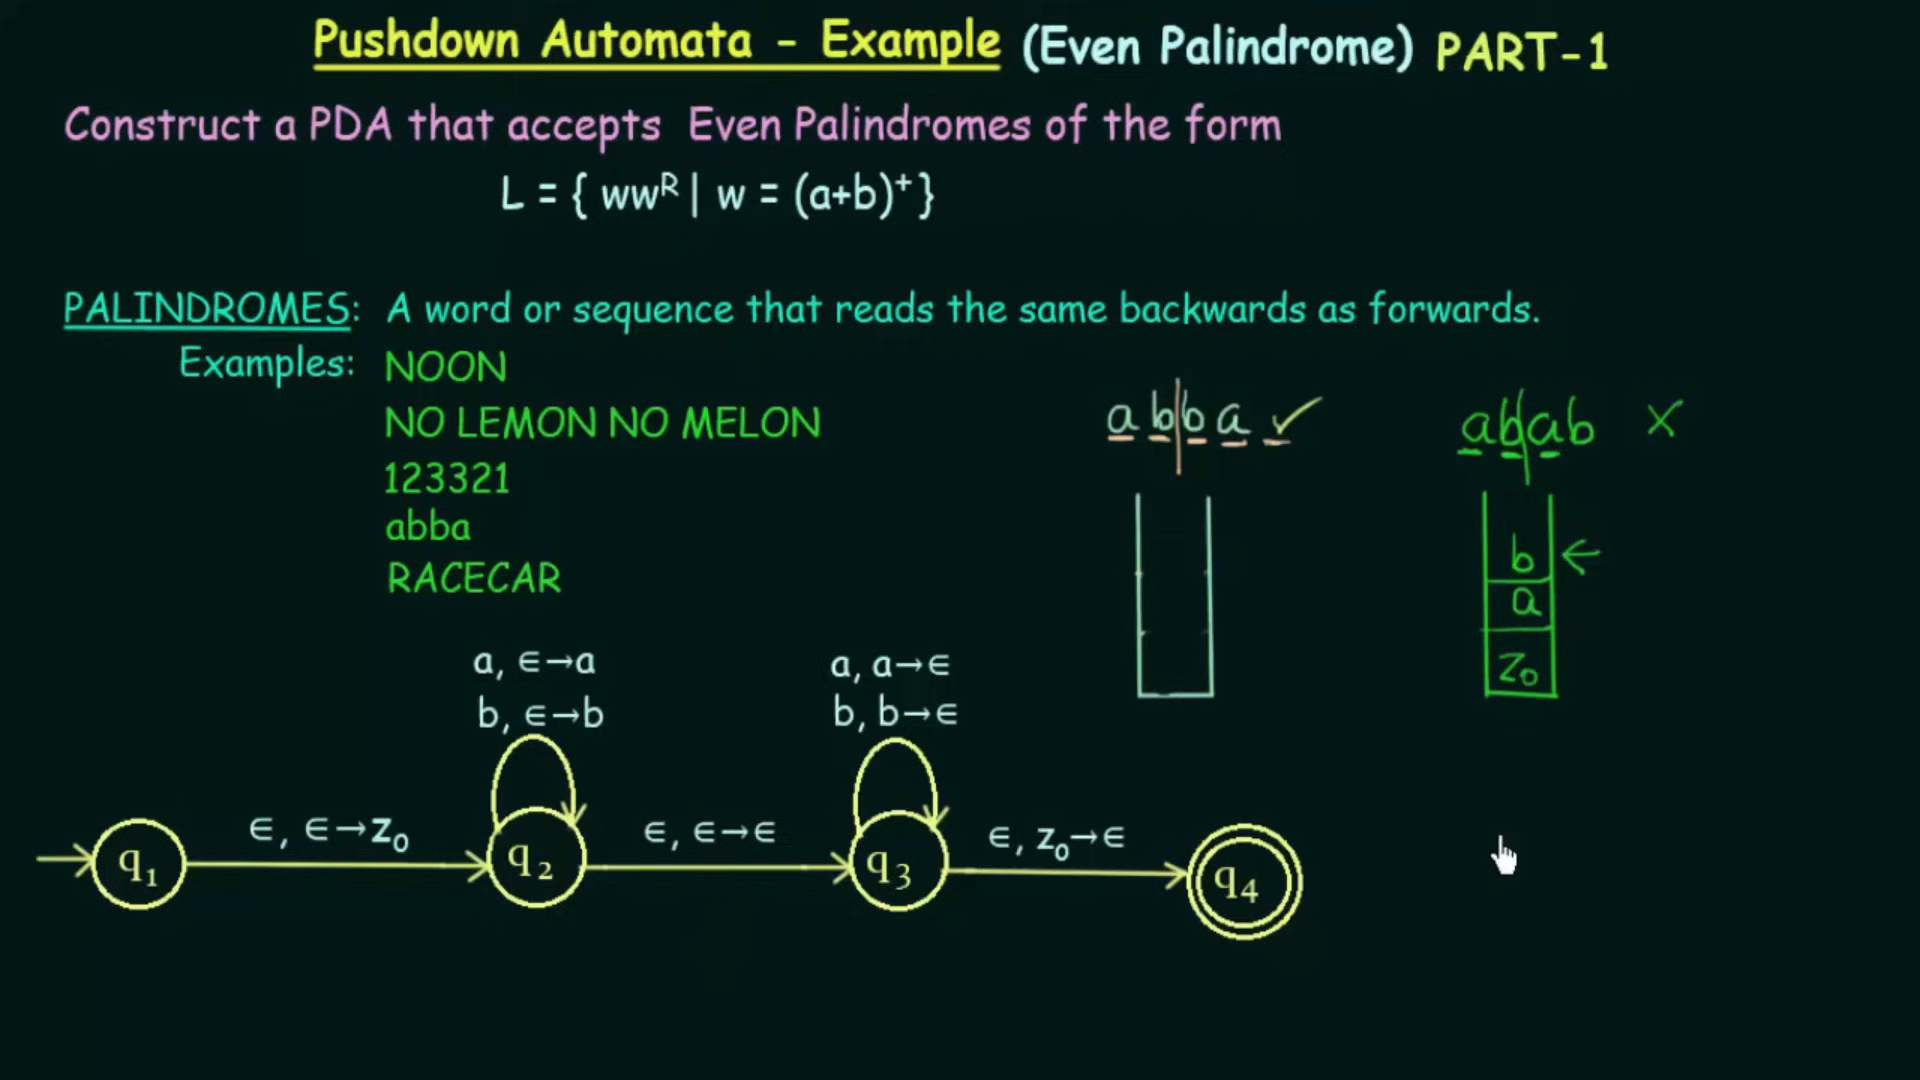 Pushdown Automata - Example (Even Palindrome) PART-1
Construct a PDA that accepts Even Palindromes of the form
L = { wwᴿ | w = (a+b)⁺ }
PALINDROMES: A word or sequence that reads the same backwards as forwards.
Examples: NOON
NO LEMON NO MELON
123321
abba
RACECAR
abba ✓
abab X
b ←
a
z₀
a, ∈→a
b, ∈→b
a, a→∈
b, b→∈
∈, ∈→z₀
∈, ∈→∈
∈, z₀→∈
q₁
q₂
q₃
q₄